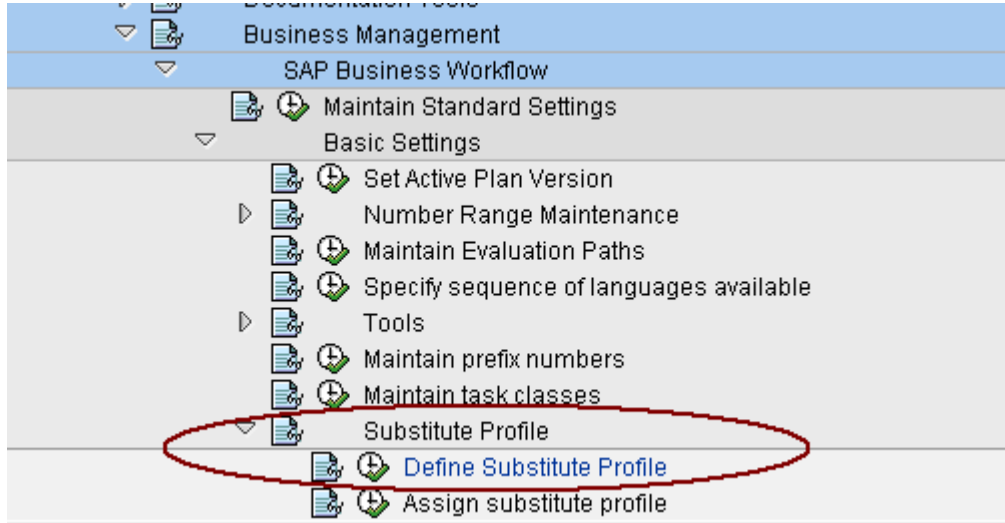 Documentation Tools
Business Management
SAP Business Workflow
Maintain Standard Settings
Basic Settings
Set Active Plan Version
Number Range Maintenance
Maintain Evaluation Paths
Specify sequence of languages available
Tools
Maintain prefix numbers
Maintain task classes
Substitute Profile
Define Substitute Profile
Assign substitute profile